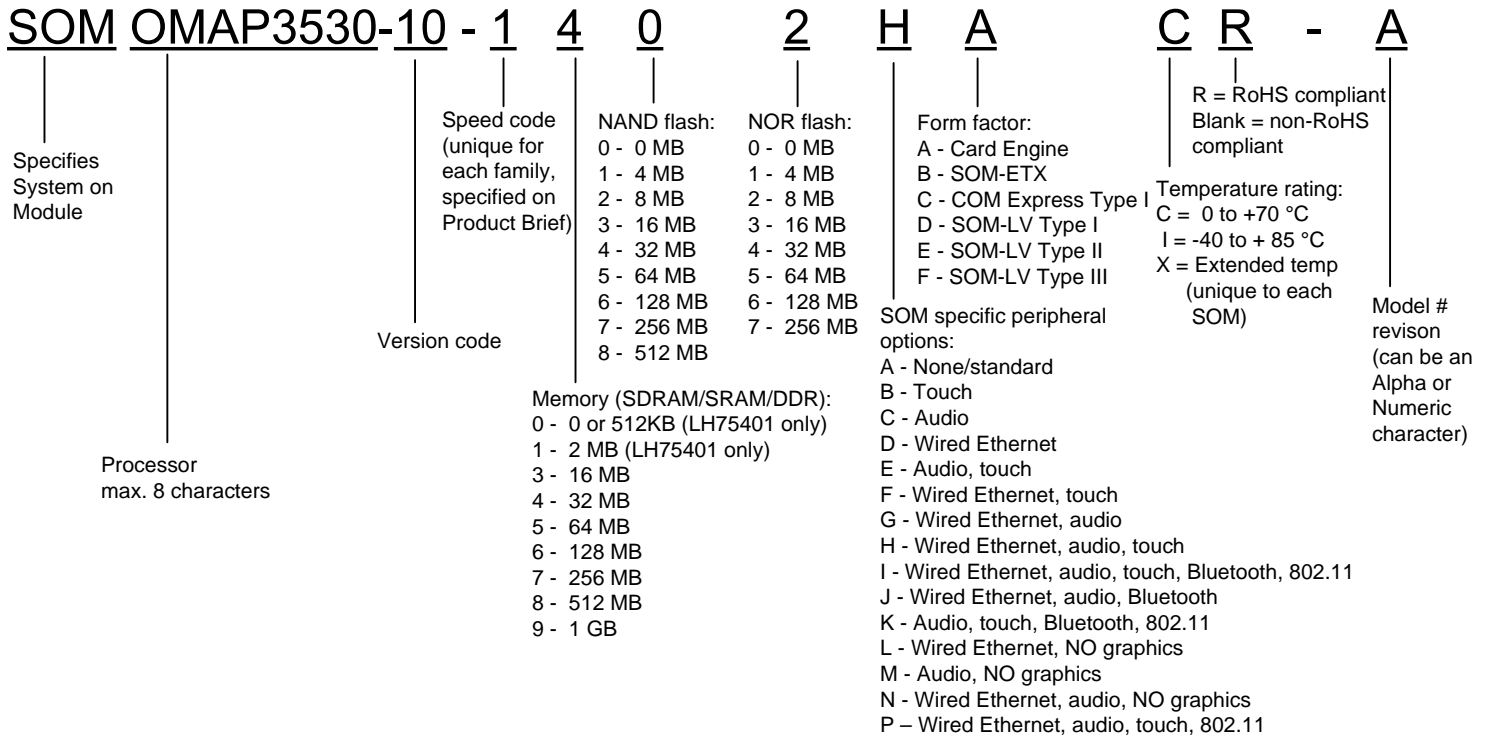 SOM OMAP3530-10 - 1 4 0 2 H A C R - A
Specifies
System on
Module
Processor
max. 8 characters
Version code
Speed code
(unique for
each family,
specified on
Product Brief)
Memory (SDRAM/SRAM/DDR):
0 - 0 or 512KB (LH75401 only)
1 - 2 MB (LH75401 only)
3 - 16 MB
4 - 32 MB
5 - 64 MB
6 - 128 MB
7 - 256 MB
8 - 512 MB
9 - 1 GB
NAND flash:
0 - 0 MB
1 - 4 MB
2 - 8 MB
3 - 16 MB
4 - 32 MB
5 - 64 MB
6 - 128 MB
7 - 256 MB
8 - 512 MB
NOR flash:
0 - 0 MB
1 - 4 MB
2 - 8 MB
3 - 16 MB
4 - 32 MB
5 - 64 MB
6 - 128 MB
7 - 256 MB
SOM specific peripheral
options:
A - None/standard
B - Touch
C - Audio
D - Wired Ethernet
E - Audio, touch
F - Wired Ethernet, touch
G - Wired Ethernet, audio
H - Wired Ethernet, audio, touch
I - Wired Ethernet, audio, touch, Bluetooth, 802.11
J - Wired Ethernet, audio, Bluetooth
K - Audio, touch, Bluetooth, 802.11
L - Wired Ethernet, NO graphics
M - Audio, NO graphics
N - Wired Ethernet, audio, NO graphics
P – Wired Ethernet, audio, touch, 802.11
Form factor:
A - Card Engine
B - SOM-ETX
C - COM Express Type I
D - SOM-LV Type I
E - SOM-LV Type II
F - SOM-LV Type III
Temperature rating:
C = 0 to +70 °C
I = -40 to + 85 °C
X = Extended temp
(unique to each
SOM)
R = RoHS compliant
Blank = non-RoHS
compliant
Model #
revison
(can be an
Alpha or
Numeric
character)